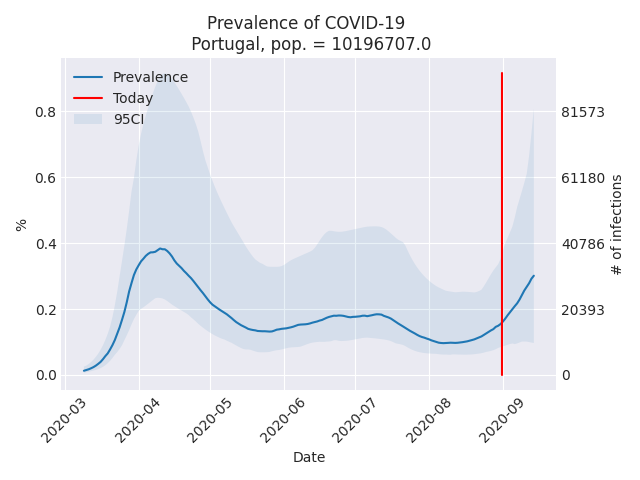 Prevalence of COVID-19
Portugal, pop. = 10196707.0
Prevalence
Today
95CI
0.8
0.6
0.4
0.2
0.0
%
81573
61180
40786
20393
0
# of infections
2020-03
2020-04
2020-05
2020-06
2020-07
2020-08
2020-09
Date